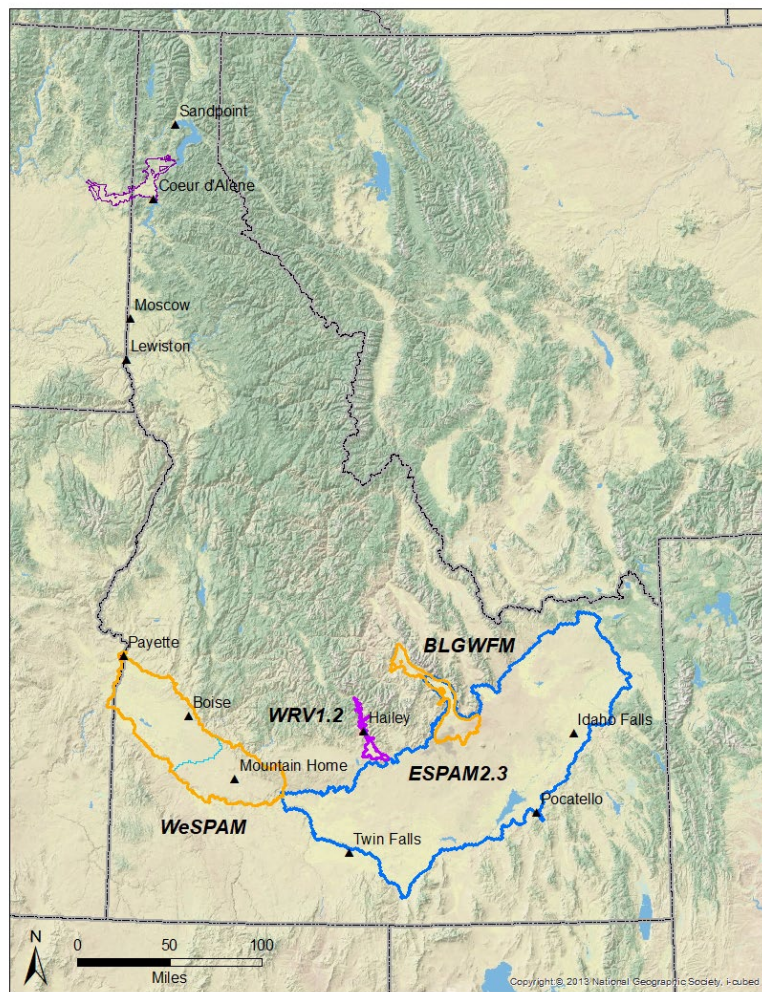 Sandpoint
Coeur d'Alene
Moscow
Lewiston
Payette
BLGWFM
Boise
WRV1.2
Hailey
Idaho Falls
Mountain Home
ESPAM2.3
Pocatello
WeSPAM
Twin Falls
N
0 50 100
Miles
Copyright:© 2013 National Geographic Society, i-cubed